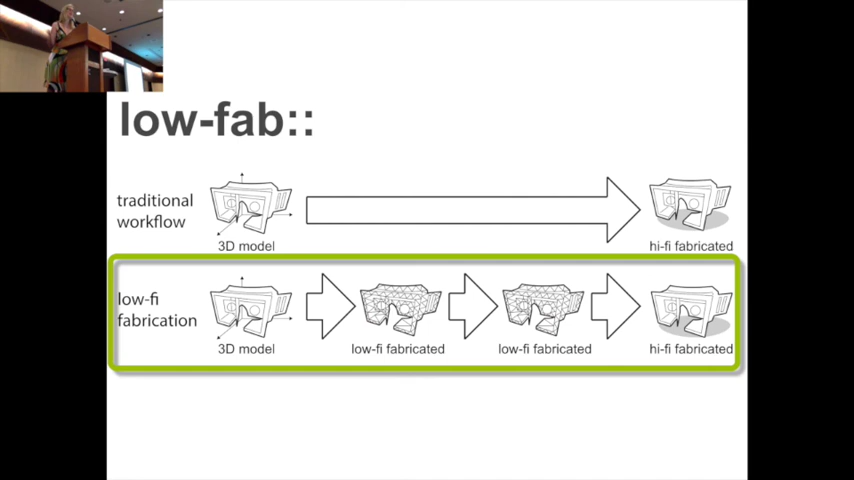 low-fab::
traditional
workflow
3D model
hi-fi fabricated
low-fi
fabrication
3D model
low-fi fabricated
low-fi fabricated
hi-fi fabricated